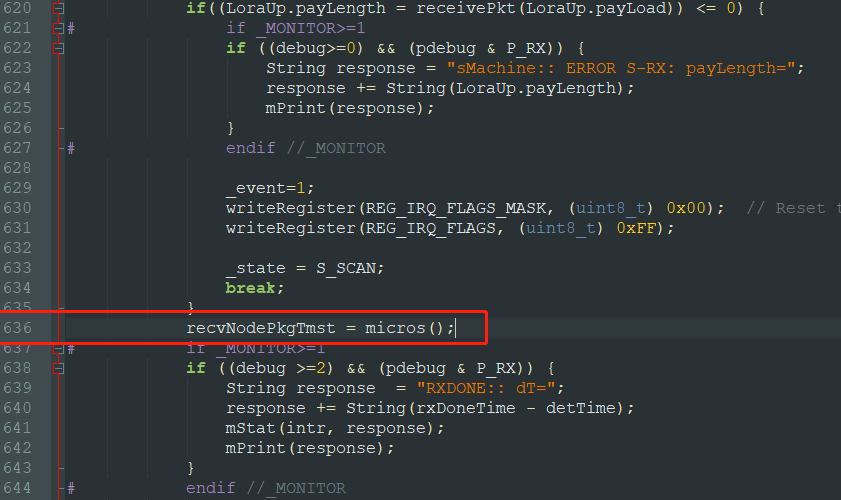 620 if((LoraUp.payLength = receivePkt(LoraUp.payLoad)) <= 0) {
621 # if _MONITOR>=1
622 if ((debug>=0) && (pdebug & P_RX)) {
623 String response = "sMachine:: ERROR S-RX: payLength=";
624 response += String(LoraUp.payLength);
625 mPrint(response);
626 }
627 # endif //_MONITOR
628
629 _event=1;
630 writeRegister(REG_IRQ_FLAGS_MASK, (uint8_t) 0x00); // Reset
631 writeRegister(REG_IRQ_FLAGS, (uint8_t) 0xFF);
632
633 _state = S_SCAN;
634 break;
635 }
636 recvNodePkgTmst = micros();
637 # if _MONITOR>=1
638 if ((debug >=2) && (pdebug & P_RX)) {
639 String response = "RXDONE:: dT=";
640 response += String(rxDoneTime - detTime);
641 mStat(intr, response);
642 mPrint(response);
643 }
644 # endif //_MONITOR